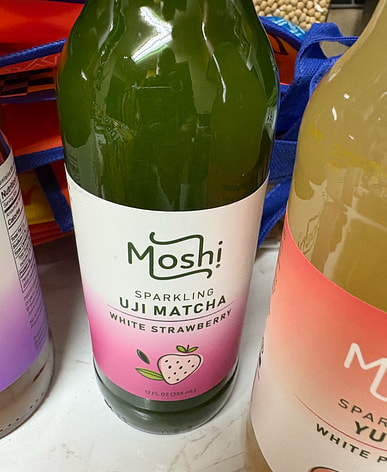 Moshi
SPARKLING
UJI MATCHA
WHITE STRAWBERRY
12 FL OZ (355 mL)
M
SPAR
YU
WHITE P